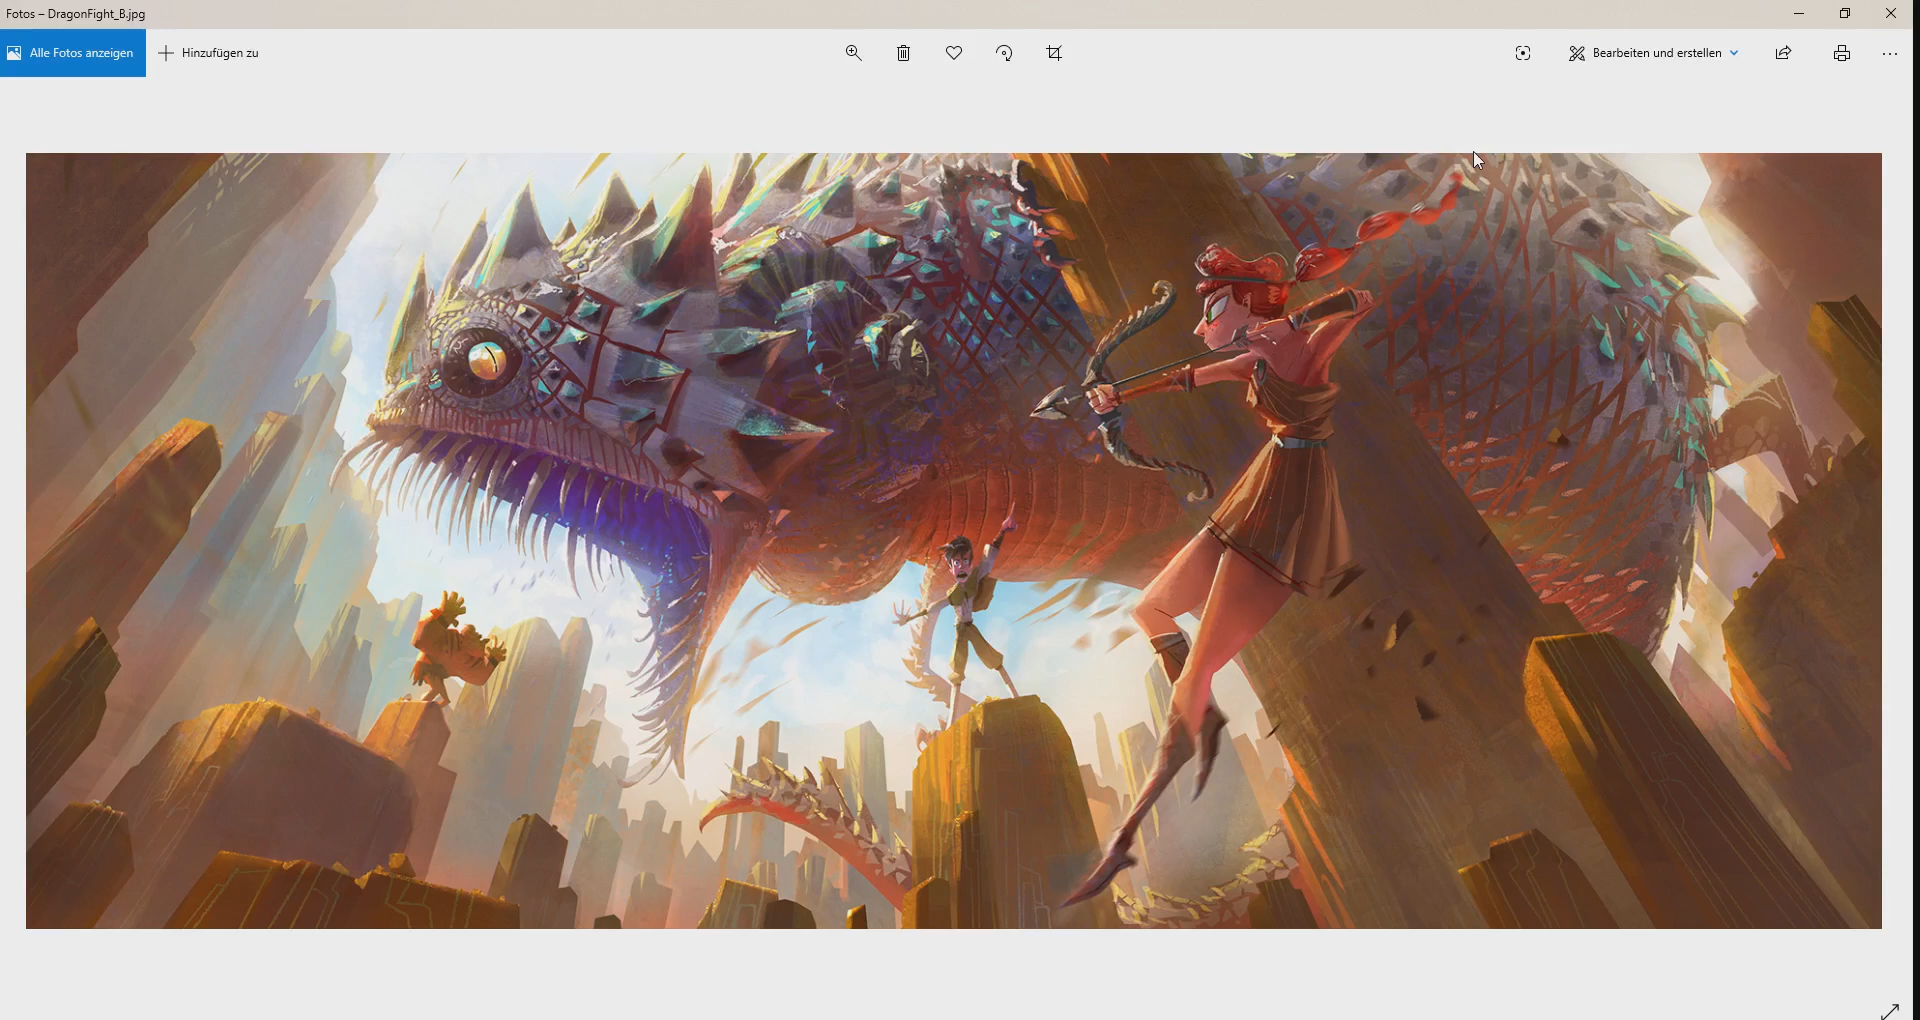 Fotos – DragonFight_B.jpg
Alle Fotos anzeigen
Hinzufügen zu
Bearbeiten und erstellen